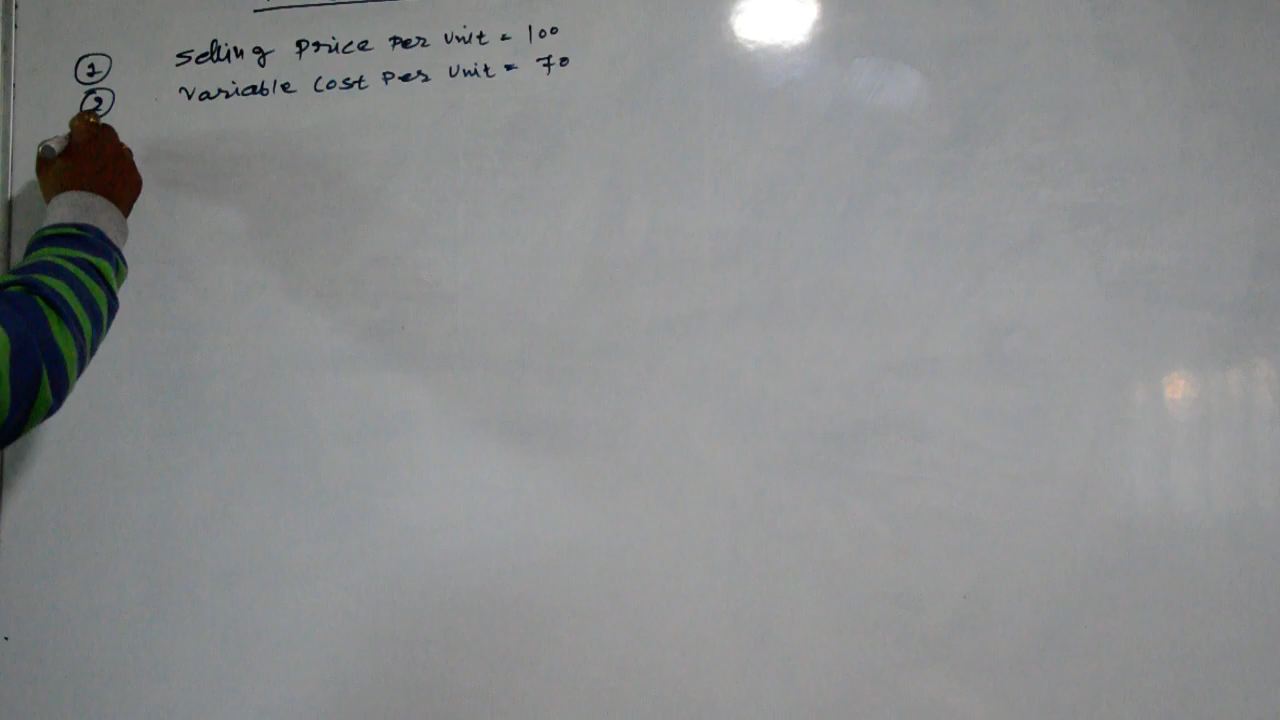 ① Selling Price Per Unit = 100
② Variable Cost Per Unit = 70